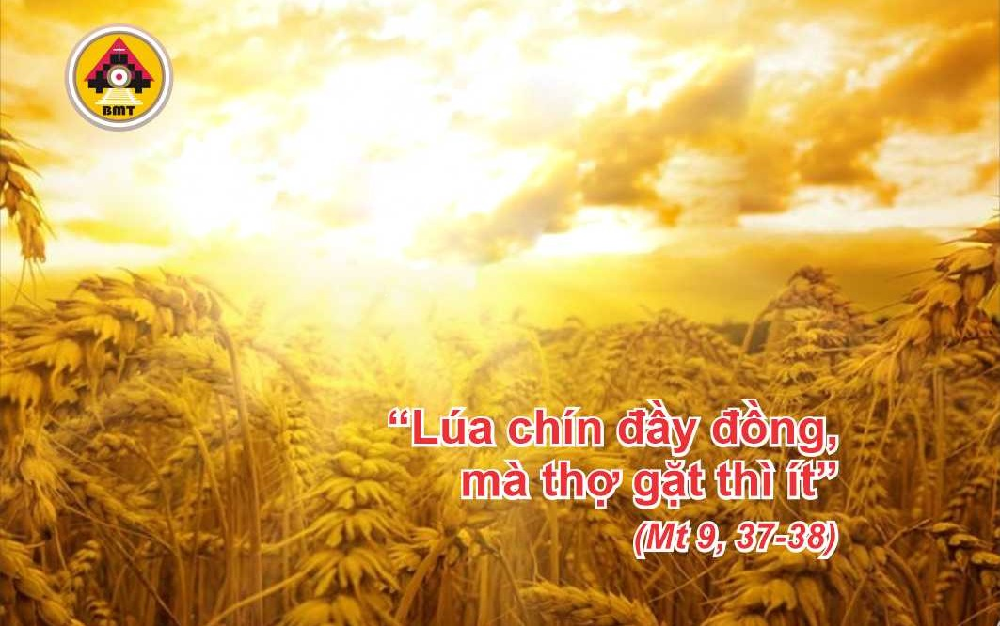 BMT
“Lúa chín đầy đồng,
mà thợ gặt thì ít”
(Mt 9, 37-38)